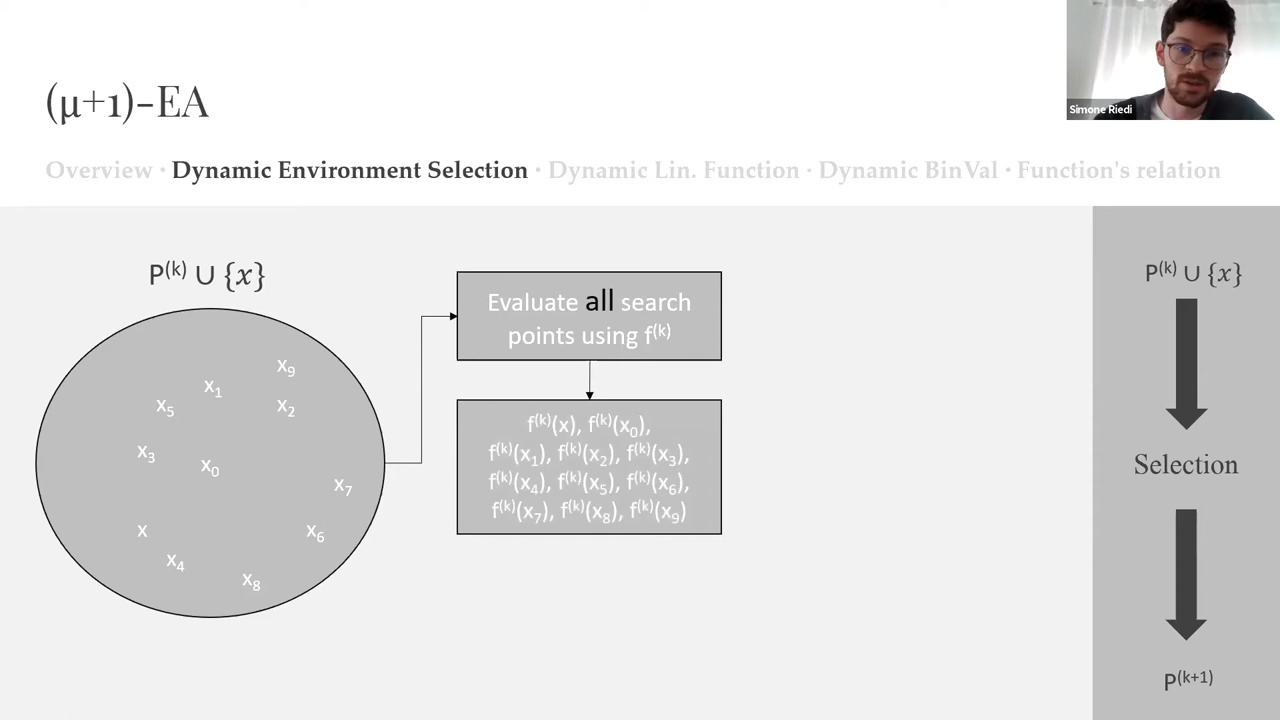 (μ+1)-EA
Simone Riedi
Overview · Dynamic Environment Selection · Dynamic Lin. Function · Dynamic BinVal · Function's relation
P⁽ᵏ⁾ ∪ {x}
x₉
x₁
x₅
x₂
x₃
x₀
x₇
x
x₆
x₄
x₈
Evaluate all search
points using f⁽ᵏ⁾
f⁽ᵏ⁾(x), f⁽ᵏ⁾(x₀),
f⁽ᵏ⁾(x₁), f⁽ᵏ⁾(x₂), f⁽ᵏ⁾(x₃),
f⁽ᵏ⁾(x₄), f⁽ᵏ⁾(x₅), f⁽ᵏ⁾(x₆),
f⁽ᵏ⁾(x₇), f⁽ᵏ⁾(x₈), f⁽ᵏ⁾(x₉)
P⁽ᵏ⁾ ∪ {x}
Selection
P⁽ᵏ⁺¹⁾